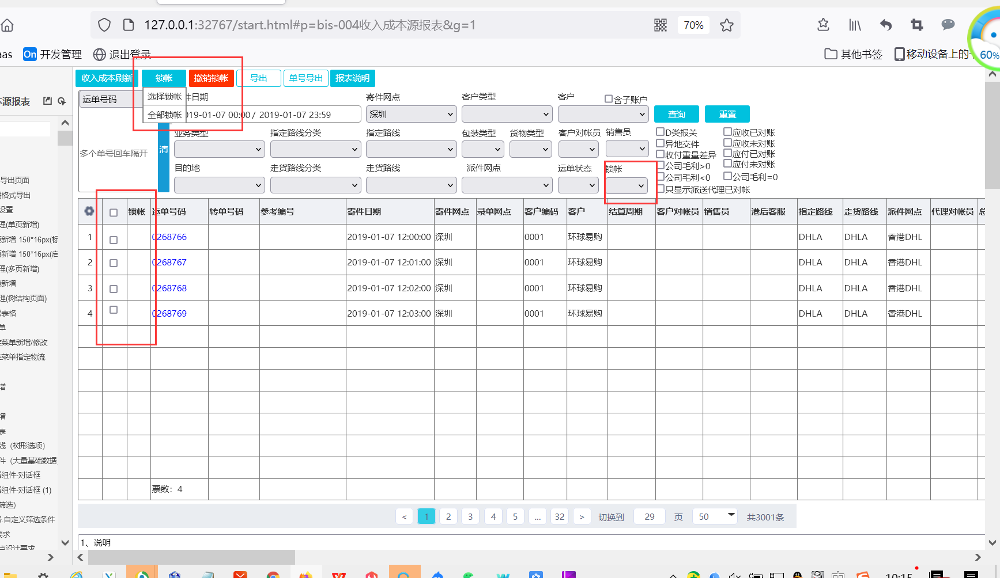 127.0.0.1:32767/start.html#p=bis-004收入成本源报表&g=1
70%
aas
On 开发管理
退出登录
其他书签
移动设备上的
60%
收入成本刷新
锁帐
撤销锁帐
导出
单号导出
报表说明
选择锁帐
全部锁帐
源报表
运单号码
件日期
寄件网点
客户类型
客户
含子账户
019-01-07 00:00 / 2019-01-07 23:59
深圳
查询
重置
业务类型
指定路线分类
指定路线
包装类型
货物类型
客户对帐员
销售员
D类报关
应收已对账
异地交件
应收未对账
收付重量差异
应付已对账
公司毛利>0
应付未对账
公司毛利<0
公司毛利=0
只显示派送代理已对帐
多个单号回车隔开
清
目的地
走货路线分类
走货路线
派件网点
运单状态
锁帐
锁帐 运单号码 转单号码 参考编号 寄件日期 寄件网点 录单网点 客户编码 客户 结算周期 客户对帐员 销售员 港后客服 指定路线 走货路线 派件网点 代理对帐员 总
1 0268766 2019-01-07 12:00:00 深圳 0001 环球易购 DHLA DHLA 香港DHL
2 0268767 2019-01-07 12:01:00 深圳 0001 环球易购 DHLA DHLA 香港DHL
3 0268768 2019-01-07 12:02:00 深圳 0001 环球易购 DHLA DHLA 香港DHL
4 0268769 2019-01-07 12:03:00 深圳 0001 环球易购 DHLA DHLA 香港DHL
票数：4
< 1 2 3 4 5 ... 32 > 切换到 29 页 50 共3001条
1、说明
导出页面
格式导出
设置
理(单页新增)
新增 150*16px(标
新增 150*16px(启
理(多页新增)
新增
理(树结构页面)
表格
单
菜单新增/修改
菜单指定物流
增
增
表
线（树形选项）
件（大量基础数据
组件-对话框
组件-对话框 (1)
筛选)
自定义筛选条件
要求
点设计要求
10:15